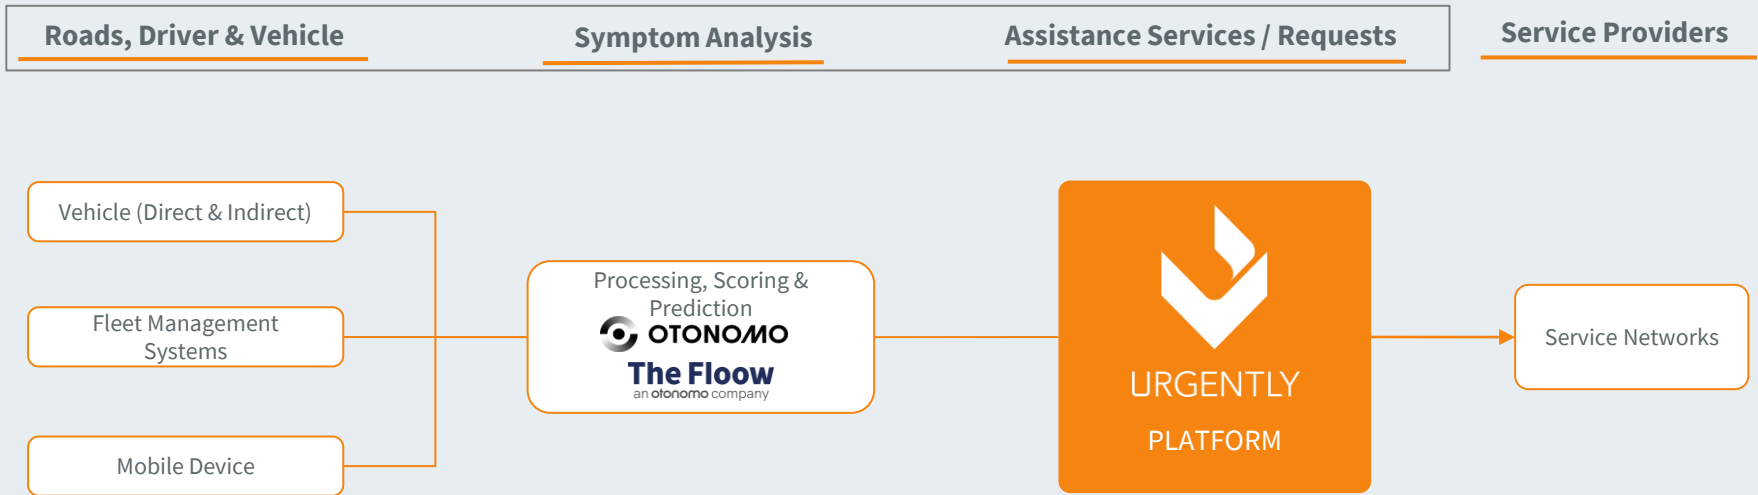 Roads, Driver & Vehicle
Symptom Analysis
Assistance Services / Requests
Service Providers
Vehicle (Direct & Indirect)
Fleet Management
Systems
Mobile Device
Processing, Scoring &
Prediction
OTONOMO
The Floow
an otonomo company
URGENTLY
PLATFORM
Service Networks